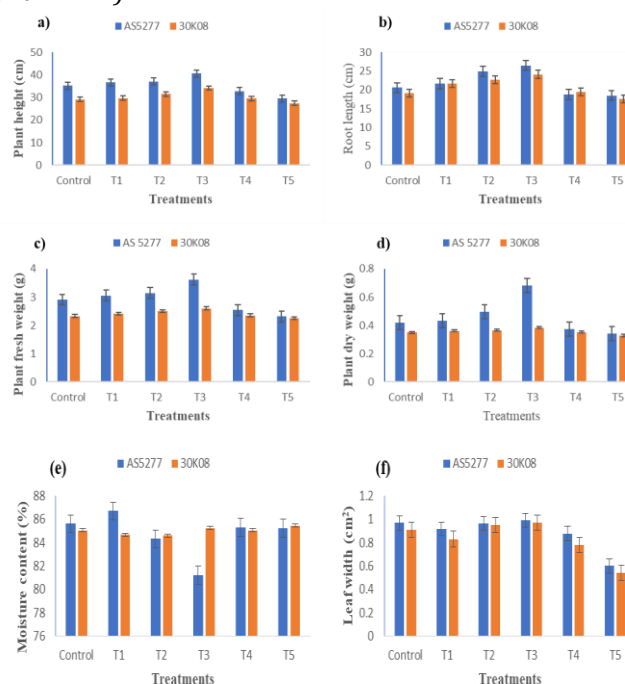 a)
AS5277 30K08
Plant height (cm)
50
40
30
20
10
0
Control T1 T2 T3 T4 T5
Treatments
b)
AS5277 30K08
Root length (cm)
30
25
20
15
10
5
0
Control T1 T2 T3 T4 T5
Treatments
c)
AS 5277 30K08
Plant fresh weight (g)
4
3
2
1
0
Control T1 T2 T3 T4 T5
Treatments
d)
AS 5277 30K08
Plant dry weight (g)
0.8
0.6
0.4
0.2
0
Control T1 T2 T3 T4 T5
Treatments
(e)
AS5277 30K08
Moisture content (%)
88
86
84
82
80
78
76
Control T1 T2 T3 T4 T5
Treatments
(f)
AS5277 30K08
Leaf width (cm²)
1.2
1
0.8
0.6
0.4
0.2
0
Control T1 T2 T3 T4 T5
Treatments